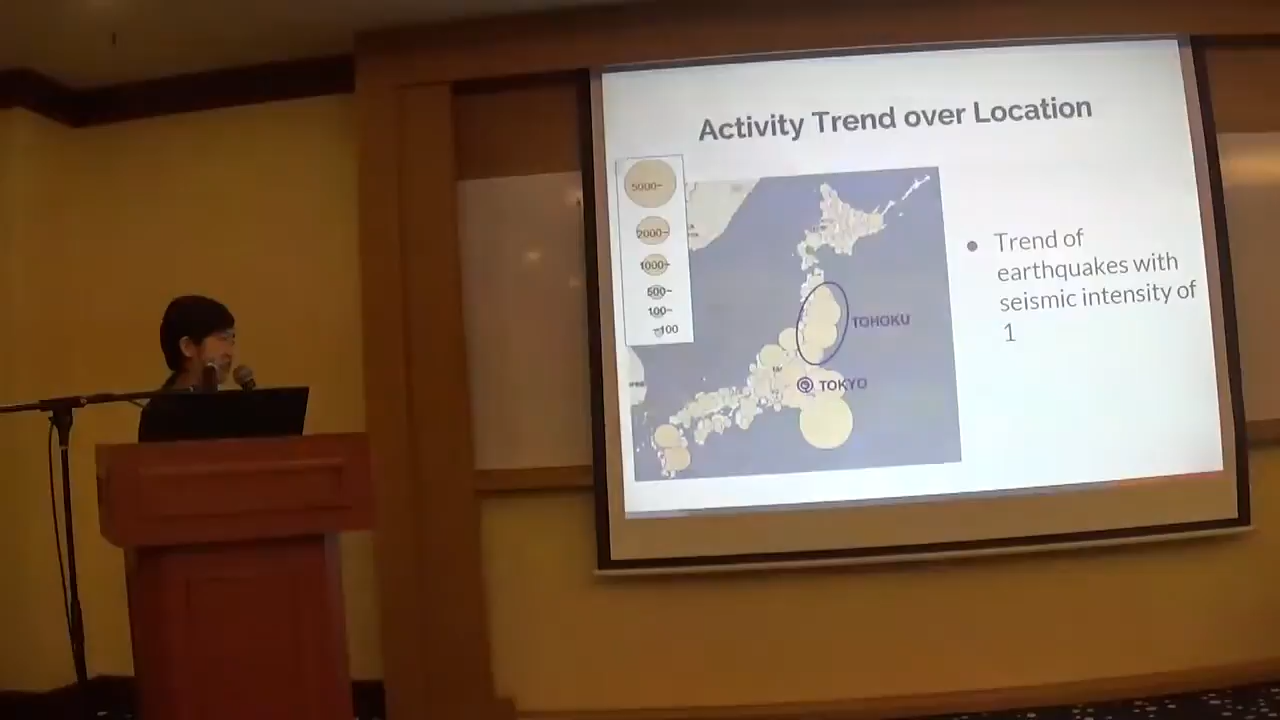 Activity Trend over Location
5000~
2000~
1000~
500~
100~
~100
TOHOKU
TOKYO
● Trend of
earthquakes with
seismic intensity of
1